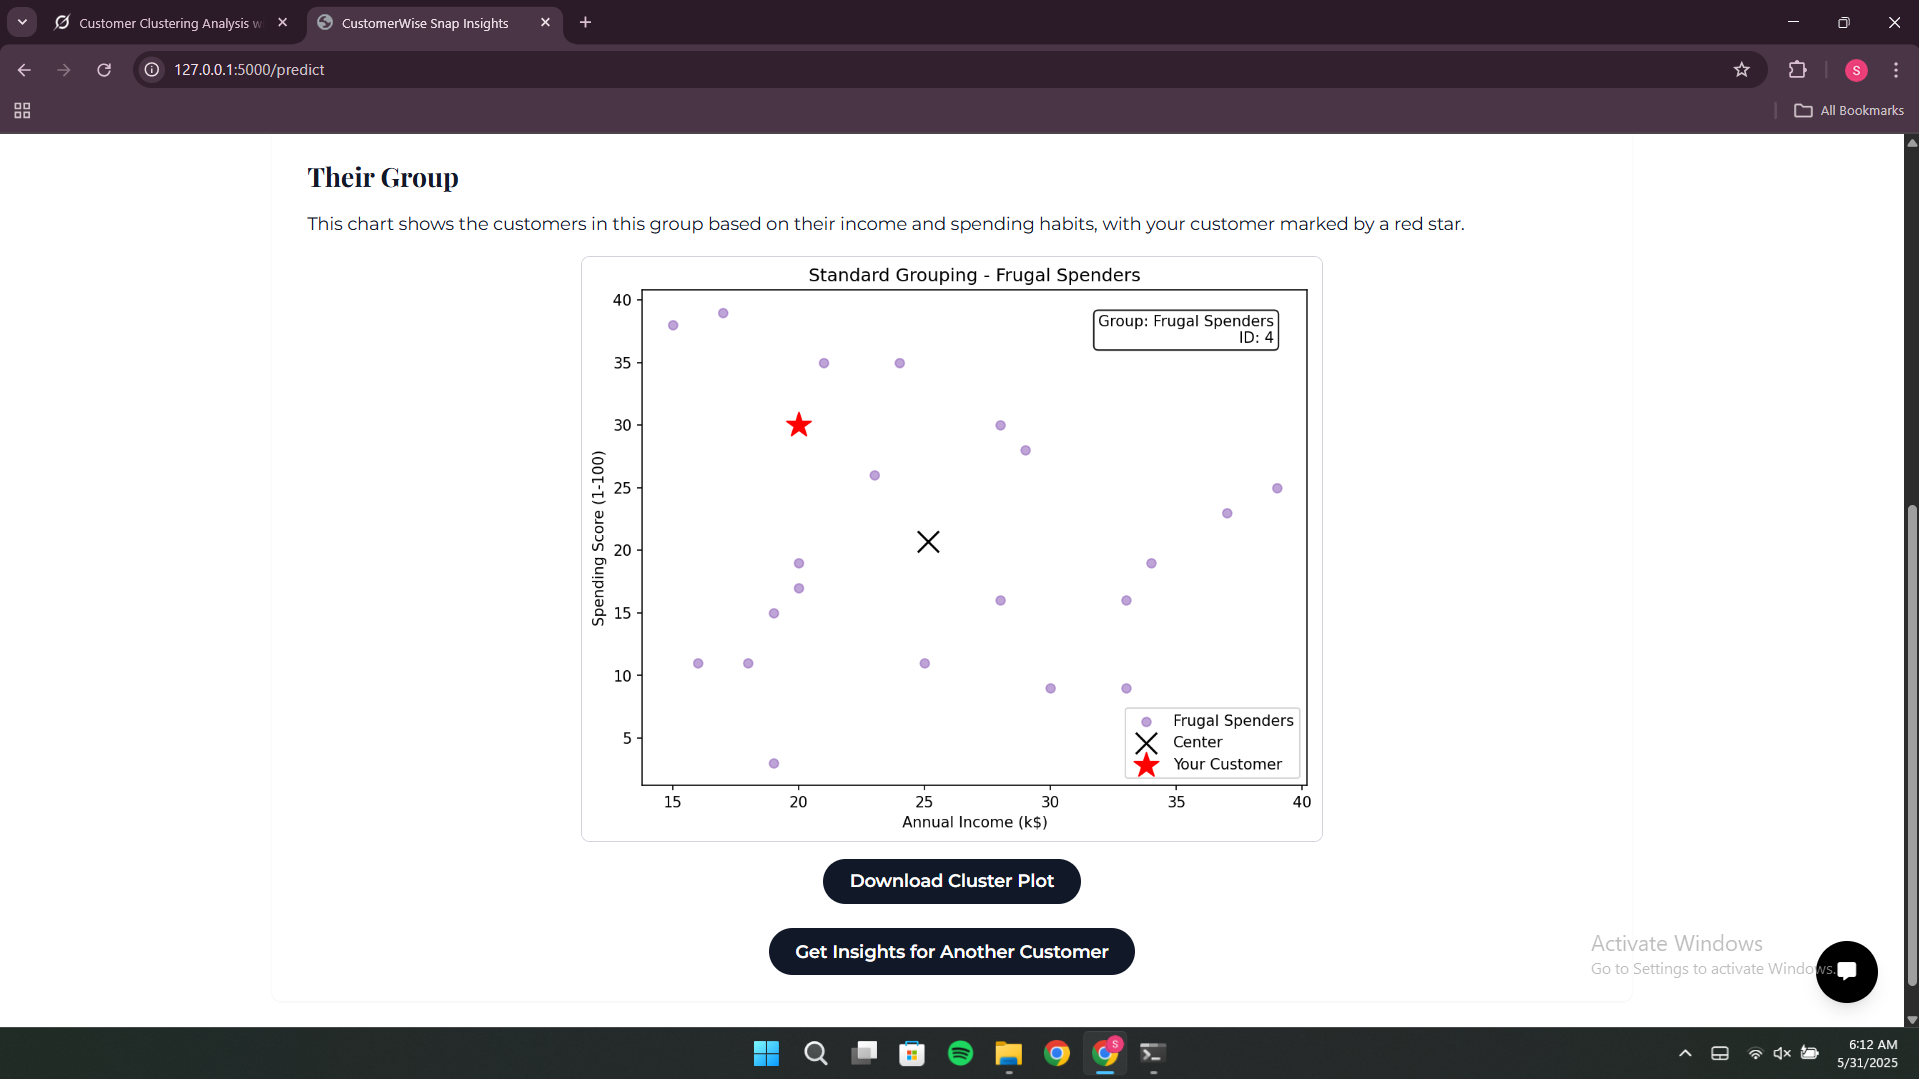 Customer Clustering Analysis w
CustomerWise Snap Insights
127.0.0.1:5000/predict
S
All Bookmarks
Their Group
This chart shows the customers in this group based on their income and spending habits, with your customer marked by a red star.
Standard Grouping - Frugal Spenders
Group: Frugal Spenders
ID: 4
40
35
30
25
20
15
10
5
Spending Score (1-100)
Frugal Spenders
Center
Your Customer
15 20 25 30 35 40
Annual Income (k$)
Download Cluster Plot
Get Insights for Another Customer
Activate Windows
Go to Settings to activate Windows.
S
6:12 AM
5/31/2025